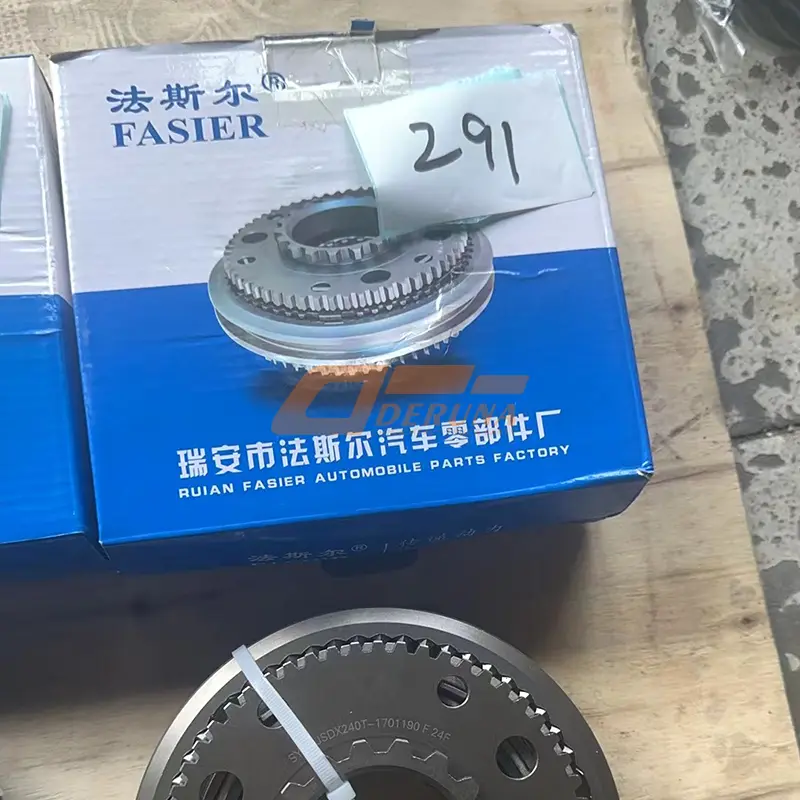 法斯尔®
FASIER
291
DERUNA
瑞安市法斯尔汽车零部件厂
RUIAN FASIER AUTOMOBILE PARTS FACTORY
法斯尔®
SDX240T-1701190 F 24F